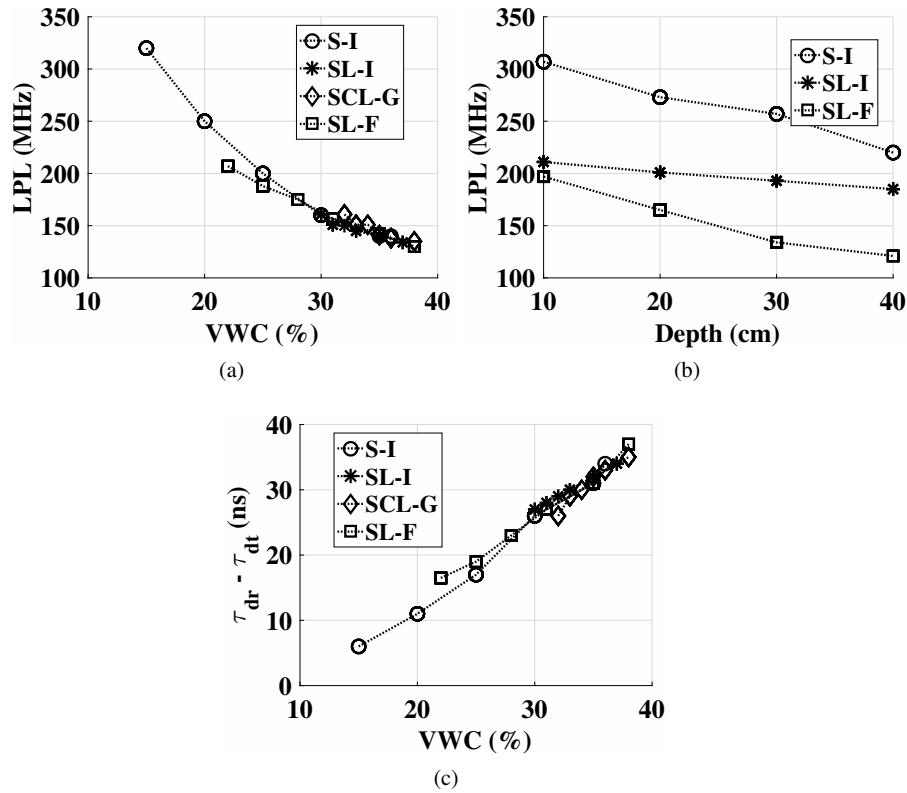 350
300
250
200
150
100
LPL (MHz)
S-I
SL-I
SCL-G
SL-F
10 20 30 40
VWC (%)
(a)
350
300
250
200
150
100
LPL (MHz)
S-I
SL-I
SL-F
10 20 30 40
Depth (cm)
(b)
40
30
20
10
0
τdr - τdt (ns)
S-I
SL-I
SCL-G
SL-F
10 20 30 40
VWC (%)
(c)